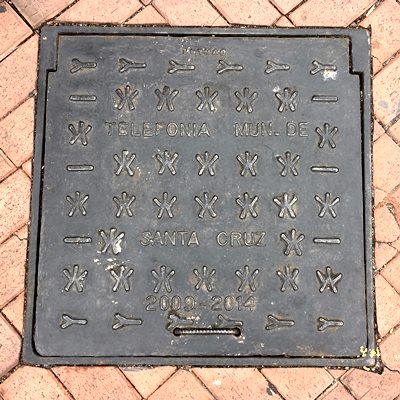 TELEFONIA MUN. DE
SANTA CRUZ
2009-2014